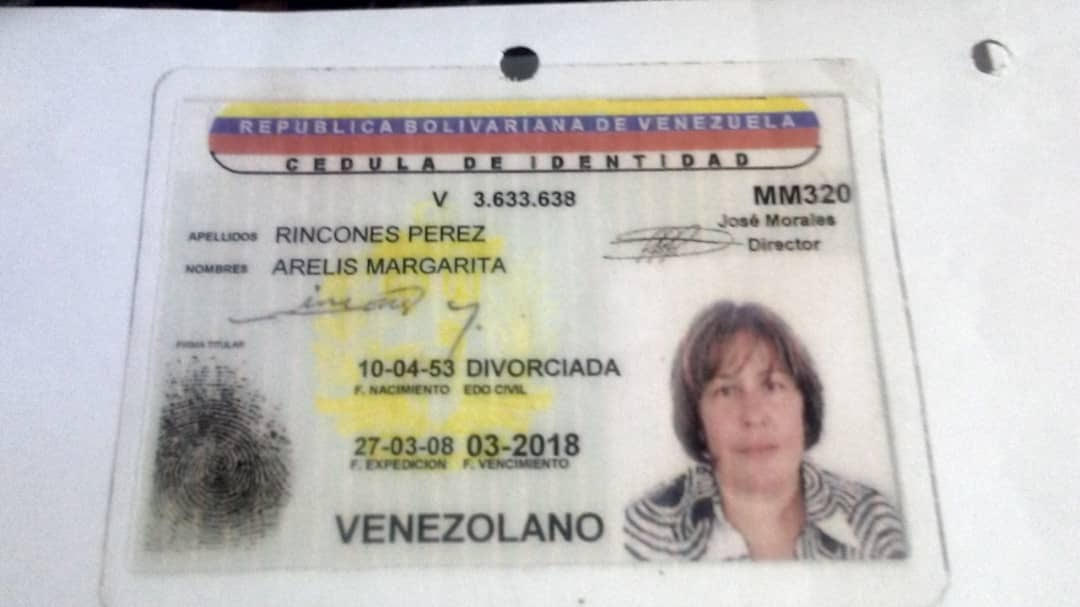 REPUBLICA BOLIVARIANA DE VENEZUELA
CEDULA DE IDENTIDAD
V 3.633.638 MM320
José Morales
Director
APELLIDOS RINCONES PEREZ
NOMBRES ARELIS MARGARITA
FIRMA TITULAR
10-04-53 DIVORCIADA
F. NACIMIENTO EDO CIVIL
27-03-08 03-2018
F. EXPEDICION F. VENCIMIENTO
VENEZOLANO